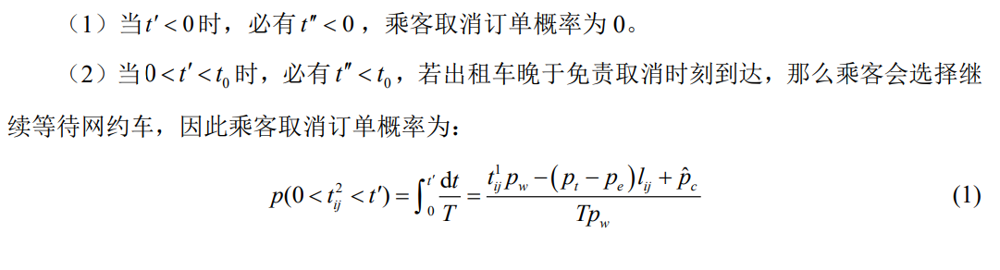 （1）当 t′ < 0 时，必有 t″ < 0 ，乘客取消订单概率为 0。
（2）当 0 < t′ < t₀ 时，必有 t″ < t₀ ，若出租车晚于免责取消时刻到达，那么乘客会选择继
续等待网约车，因此乘客取消订单概率为：
$p(0 < t_{ij}^{2} < t') = \int_{0}^{t'} \frac{\mathrm{d}t}{T} = \frac{t_{ij}^{1} p_w - (p_t - p_e) l_{ij} + \hat{p}_c}{T p_w}$ (1)